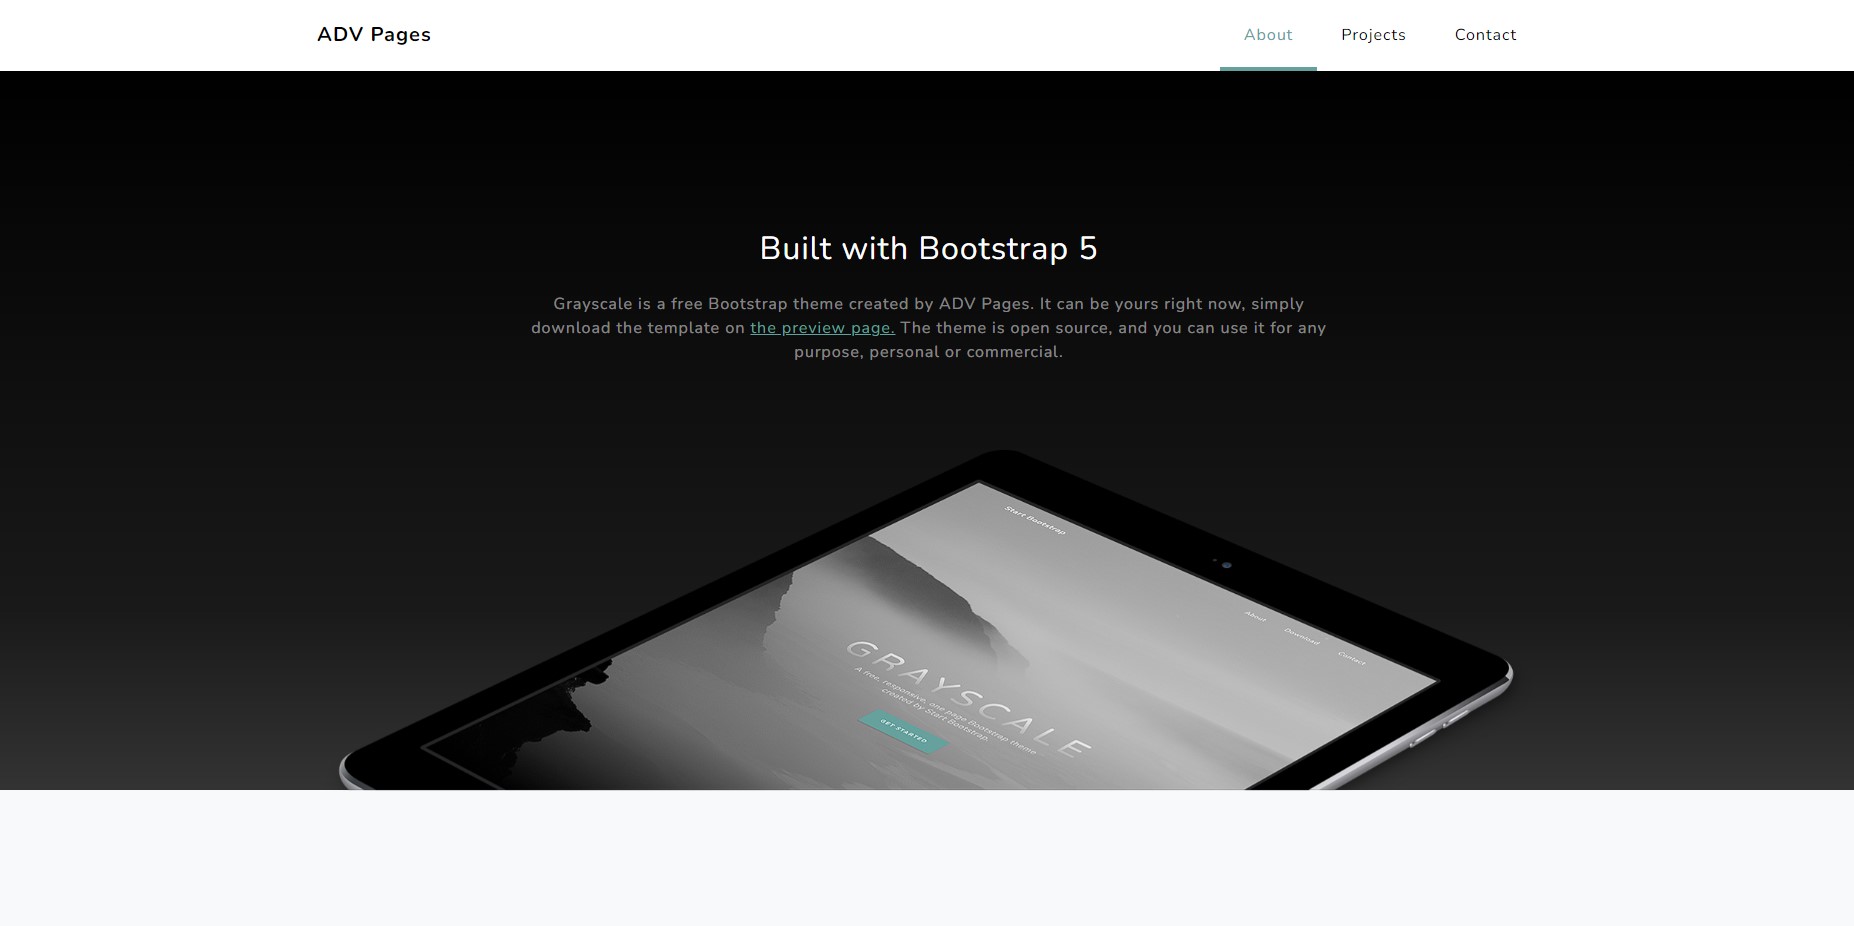 ADV Pages
About
Projects
Contact
Built with Bootstrap 5
Grayscale is a free Bootstrap theme created by ADV Pages. It can be yours right now, simply
download the template on the preview page. The theme is open source, and you can use it for any
purpose, personal or commercial.
Start Bootstrap
About
Download
Contact
GRAYSCALE
A free, responsive, one page Bootstrap theme
created by Start Bootstrap.
GET STARTED